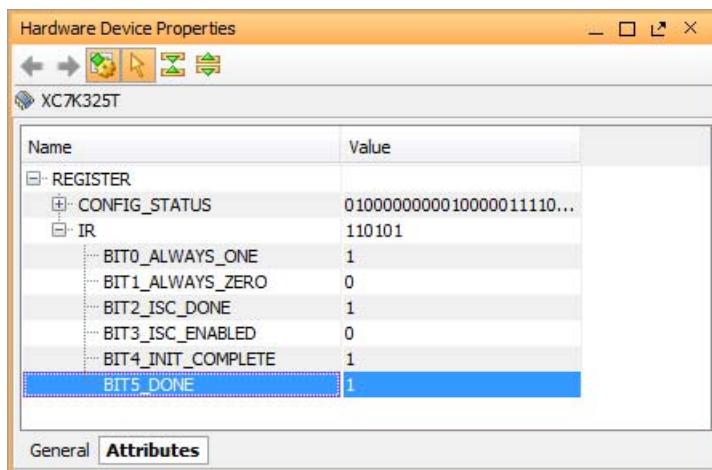 Hardware Device Properties
XC7K325T
Name Value
REGISTER
CONFIG_STATUS 0100000000010000011110...
IR 110101
BIT0_ALWAYS_ONE 1
BIT1_ALWAYS_ZERO 0
BIT2_ISC_DONE 1
BIT3_ISC_ENABLED 0
BIT4_INIT_COMPLETE 1
BIT5_DONE 1
General Attributes